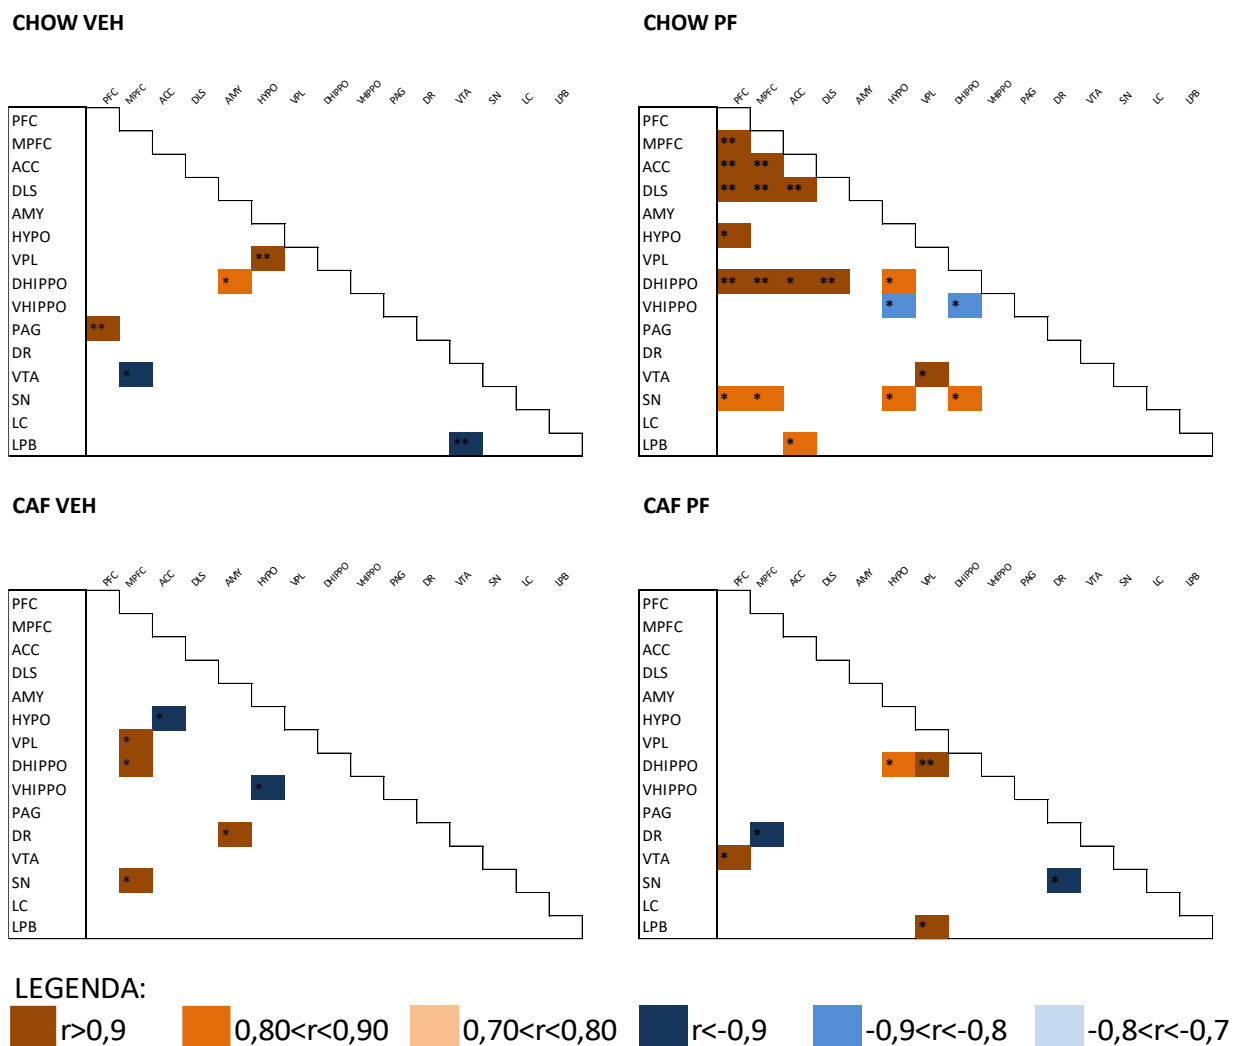 CHOW VEH
CHOW PF
PFC MPFC ACC DLS AMY HYPO VPL DHIPPO VHIPPO PAG DR VTA SN LC LPB
PFC MPFC ACC DLS AMY HYPO VPL DHIPPO VHIPPO PAG DR VTA SN LC LPB
PFC
MPFC
ACC
DLS
AMY
HYPO
VPL **
DHIPPO *
VHIPPO
PAG **
DR
VTA *
SN
LC
LPB **
PFC
MPFC **
ACC ** **
DLS ** ** **
AMY
HYPO *
VPL
DHIPPO ** ** * ** *
VHIPPO * *
PAG
DR
VTA *
SN * * * *
LC
LPB *
CAF VEH
CAF PF
PFC MPFC ACC DLS AMY HYPO VPL DHIPPO VHIPPO PAG DR VTA SN LC LPB
PFC MPFC ACC DLS AMY HYPO VPL DHIPPO VHIPPO PAG DR VTA SN LC LPB
PFC
MPFC
ACC
DLS
AMY
HYPO *
VPL *
DHIPPO *
VHIPPO *
PAG
DR *
VTA
SN *
LC
LPB
PFC
MPFC
ACC
DLS
AMY
HYPO
VPL
DHIPPO * **
VHIPPO
PAG
DR *
VTA *
SN *
LC
LPB *
LEGENDA:
r>0,9 0,80<r<0,90 0,70<r<0,80 r<-0,9 -0,9<r<-0,8 -0,8<r<-0,7